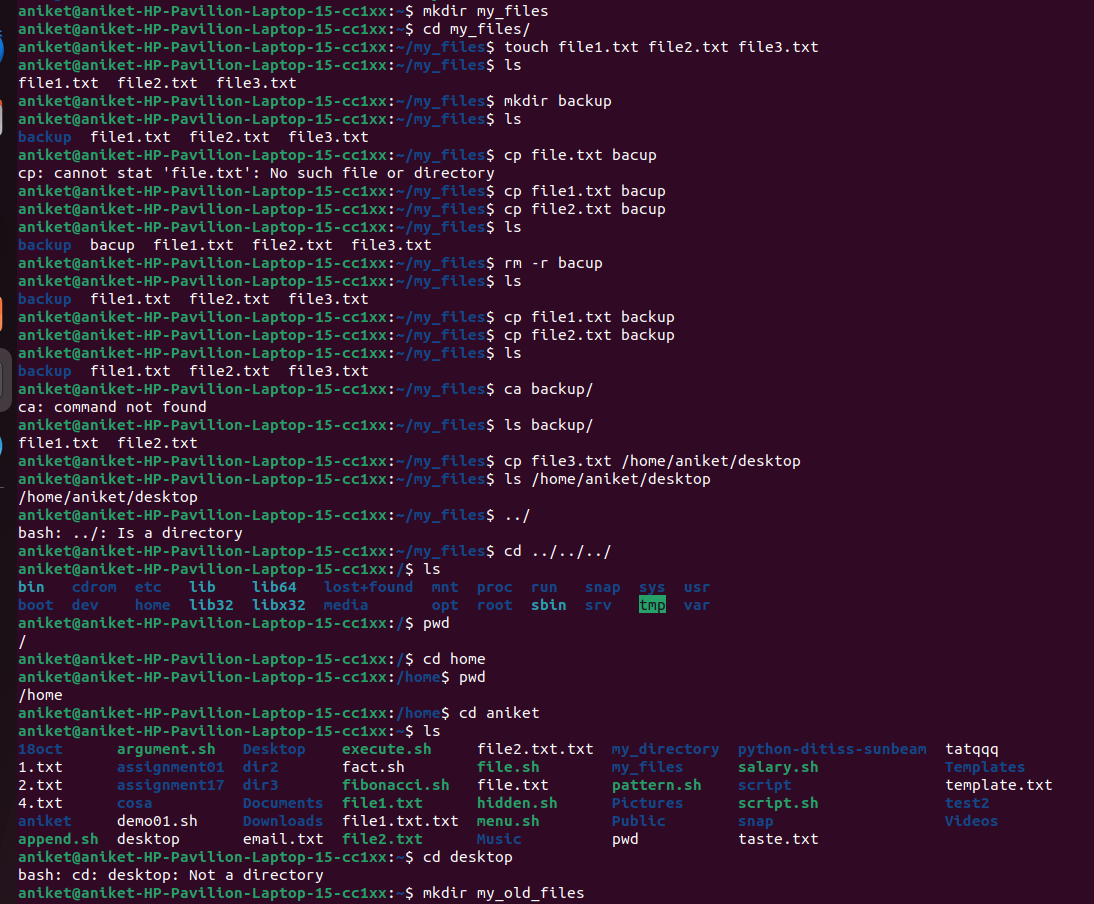 aniket@aniket-HP-Pavilion-Laptop-15-cc1xx:~$ mkdir my_files
aniket@aniket-HP-Pavilion-Laptop-15-cc1xx:~$ cd my_files/
aniket@aniket-HP-Pavilion-Laptop-15-cc1xx:~/my_files$ touch file1.txt file2.txt file3.txt
aniket@aniket-HP-Pavilion-Laptop-15-cc1xx:~/my_files$ ls
file1.txt  file2.txt  file3.txt
aniket@aniket-HP-Pavilion-Laptop-15-cc1xx:~/my_files$ mkdir backup
aniket@aniket-HP-Pavilion-Laptop-15-cc1xx:~/my_files$ ls
backup  file1.txt  file2.txt  file3.txt
aniket@aniket-HP-Pavilion-Laptop-15-cc1xx:~/my_files$ cp file.txt bacup
cp: cannot stat 'file.txt': No such file or directory
aniket@aniket-HP-Pavilion-Laptop-15-cc1xx:~/my_files$ cp file1.txt bacup
aniket@aniket-HP-Pavilion-Laptop-15-cc1xx:~/my_files$ cp file2.txt bacup
aniket@aniket-HP-Pavilion-Laptop-15-cc1xx:~/my_files$ ls
backup  bacup  file1.txt  file2.txt  file3.txt
aniket@aniket-HP-Pavilion-Laptop-15-cc1xx:~/my_files$ rm -r bacup
aniket@aniket-HP-Pavilion-Laptop-15-cc1xx:~/my_files$ ls
backup  file1.txt  file2.txt  file3.txt
aniket@aniket-HP-Pavilion-Laptop-15-cc1xx:~/my_files$ cp file1.txt backup
aniket@aniket-HP-Pavilion-Laptop-15-cc1xx:~/my_files$ cp file2.txt backup
aniket@aniket-HP-Pavilion-Laptop-15-cc1xx:~/my_files$ ls
backup  file1.txt  file2.txt  file3.txt
aniket@aniket-HP-Pavilion-Laptop-15-cc1xx:~/my_files$ ca backup/
ca: command not found
aniket@aniket-HP-Pavilion-Laptop-15-cc1xx:~/my_files$ ls backup/
file1.txt  file2.txt
aniket@aniket-HP-Pavilion-Laptop-15-cc1xx:~/my_files$ cp file3.txt /home/aniket/desktop
aniket@aniket-HP-Pavilion-Laptop-15-cc1xx:~/my_files$ ls /home/aniket/desktop
/home/aniket/desktop
aniket@aniket-HP-Pavilion-Laptop-15-cc1xx:~/my_files$ ../
bash: ../: Is a directory
aniket@aniket-HP-Pavilion-Laptop-15-cc1xx:~/my_files$ cd ../../../
aniket@aniket-HP-Pavilion-Laptop-15-cc1xx:/$ ls
bin   cdrom  etc   lib    lib64   lost+found  mnt  proc  run   snap  sys  usr
boot  dev    home  lib32  libx32  media       opt  root  sbin  srv   tmp  var
aniket@aniket-HP-Pavilion-Laptop-15-cc1xx:/$ pwd
/
aniket@aniket-HP-Pavilion-Laptop-15-cc1xx:/$ cd home
aniket@aniket-HP-Pavilion-Laptop-15-cc1xx:/home$ pwd
/home
aniket@aniket-HP-Pavilion-Laptop-15-cc1xx:/home$ cd aniket
aniket@aniket-HP-Pavilion-Laptop-15-cc1xx:~$ ls
18oct      argument.sh   Desktop    execute.sh    file2.txt.txt  my_directory  python-ditiss-sunbeam  tatqqq
1.txt      assignment01  dir2       fact.sh       file.sh        my_files      salary.sh              Templates
2.txt      assignment17  dir3       fibonacci.sh  file.txt       pattern.sh    script                 template.txt
4.txt      cosa          Documents  file1.txt     hidden.sh      Pictures      script.sh              test2
aniket     demo01.sh     Downloads  file1.txt.txt  menu.sh       Public        snap                   Videos
append.sh  desktop       email.txt  file2.txt     Music          pwd           taste.txt
aniket@aniket-HP-Pavilion-Laptop-15-cc1xx:~$ cd desktop
bash: cd: desktop: Not a directory
aniket@aniket-HP-Pavilion-Laptop-15-cc1xx:~$ mkdir my_old_files